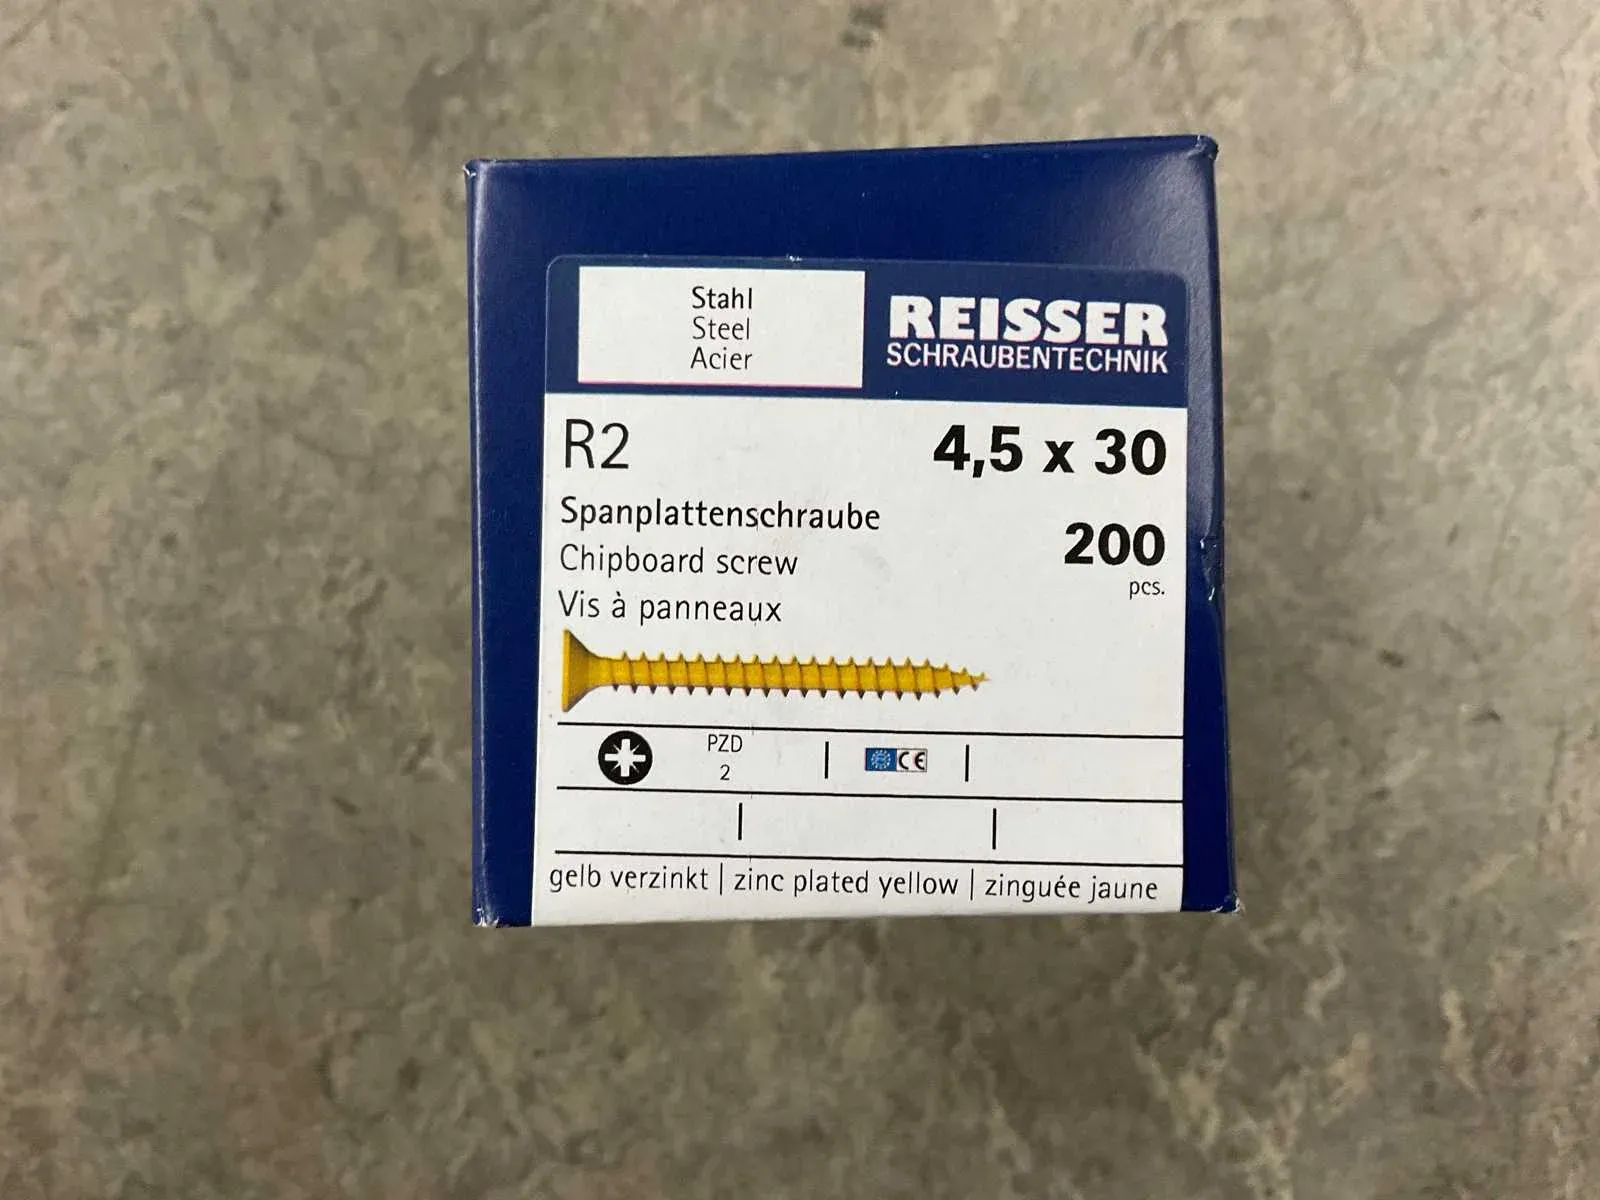 Stahl
Steel
Acier
REISSER
SCHRAUBENTECHNIK
R2
4,5 x 30
Spanplattenschraube
Chipboard screw
Vis à panneaux
200
pcs.
PZD
2
CE
gelb verzinkt | zinc plated yellow | zinguée jaune